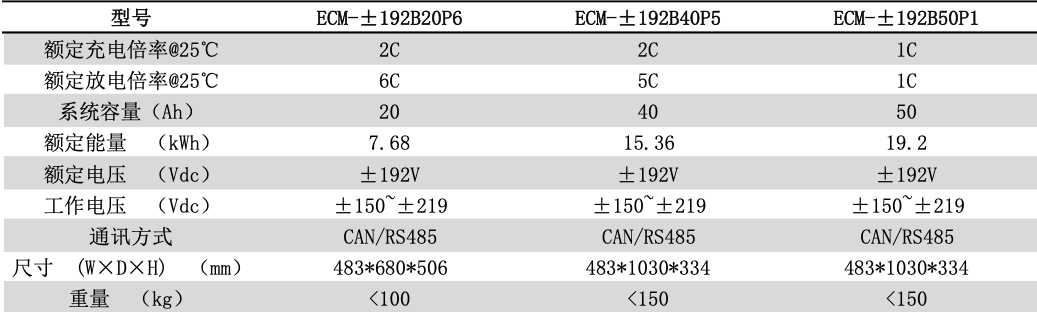 型号 ECM-±192B20P6 ECM-±192B40P5 ECM-±192B50P1
额定充电倍率@25℃ 2C 2C 1C
额定放电倍率@25℃ 6C 5C 1C
系统容量（Ah） 20 40 50
额定能量 （kWh） 7.68 15.36 19.2
额定电压 （Vdc） ±192V ±192V ±192V
工作电压 （Vdc） ±150~±219 ±150~±219 ±150~±219
通讯方式 CAN/RS485 CAN/RS485 CAN/RS485
尺寸 (W×D×H) （mm） 483*680*506 483*1030*334 483*1030*334
重量 （kg） <100 <150 <150